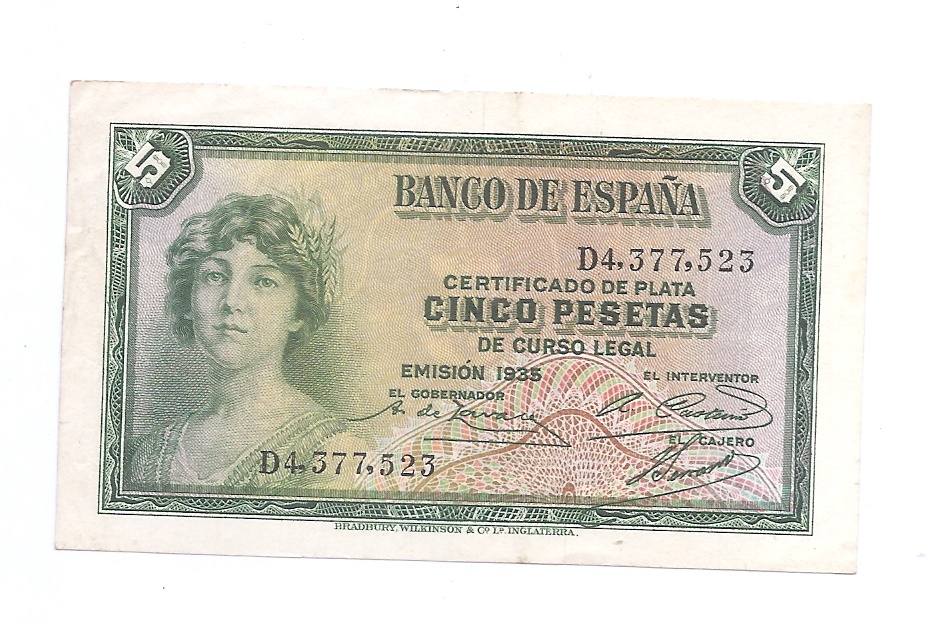 5 5
BANCO DE ESPAÑA
D4,377,523
CERTIFICADO DE PLATA
CINCO PESETAS
DE CURSO LEGAL
EMISIÓN 1935
EL INTERVENTOR
EL GOBERNADOR
EL CAJERO
D4,377,523
BRADBURY, WILKINSON & Cº Lᴰ. INGLATERRA.